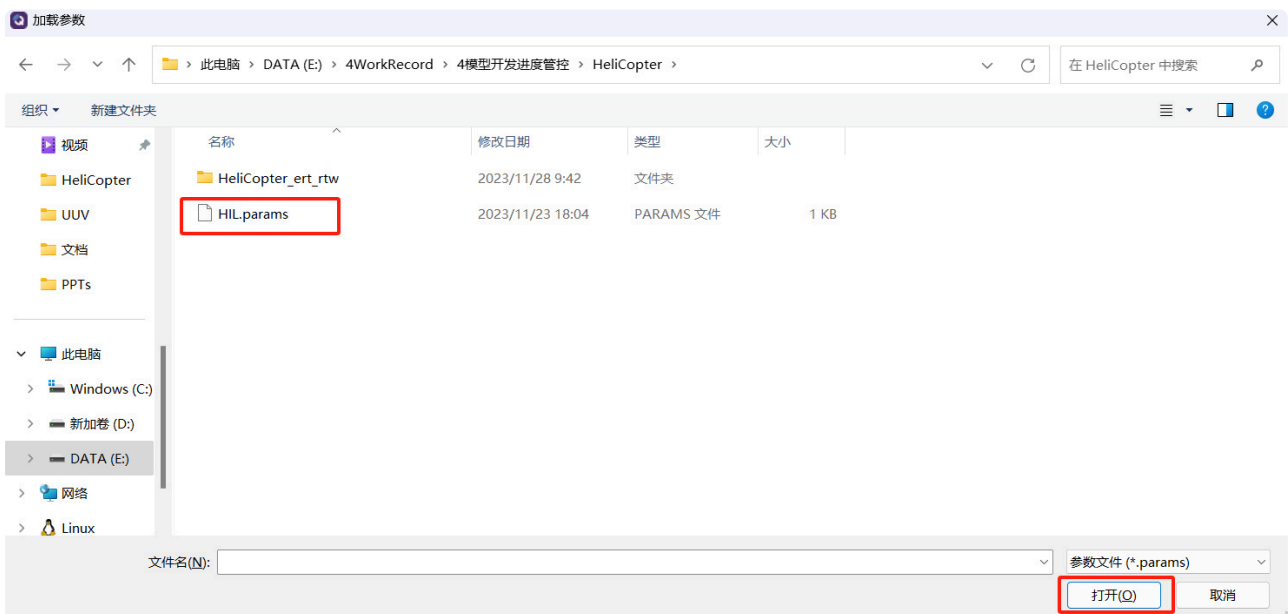 加载参数
此电脑 > DATA (E:) > 4WorkRecord > 4模型开发进度管控 > HeliCopter >
在 HeliCopter 中搜索
组织 新建文件夹
名称 修改日期 类型 大小
视频
HeliCopter
UUV
文档
PPTs
HeliCopter_ert_rtw 2023/11/28 9:42 文件夹
HIL.params 2023/11/23 18:04 PARAMS 文件 1 KB
此电脑
Windows (C:)
新加卷 (D:)
DATA (E:)
网络
Linux
文件名(N): 参数文件 (*.params)
打开(O) 取消